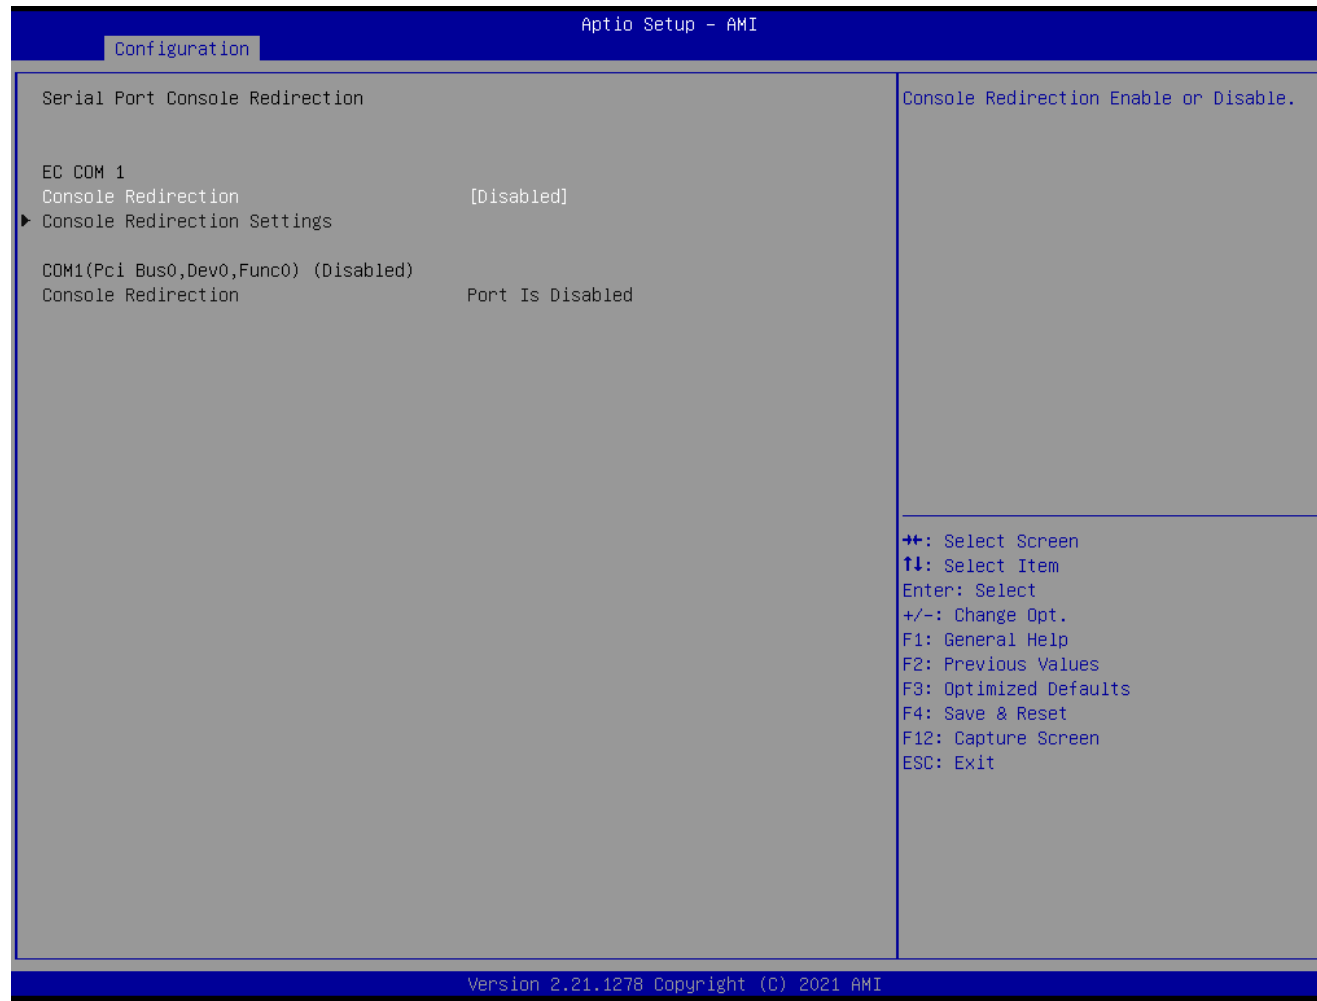 Aptio Setup – AMI
Configuration
Serial Port Console Redirection
EC COM 1
Console Redirection [Disabled]
▶ Console Redirection Settings
COM1(Pci Bus0,Dev0,Func0) (Disabled)
Console Redirection Port Is Disabled
Console Redirection Enable or Disable.
→←: Select Screen
↑↓: Select Item
Enter: Select
+/-: Change Opt.
F1: General Help
F2: Previous Values
F3: Optimized Defaults
F4: Save & Reset
F12: Capture Screen
ESC: Exit
Version 2.21.1278 Copyright (C) 2021 AMI